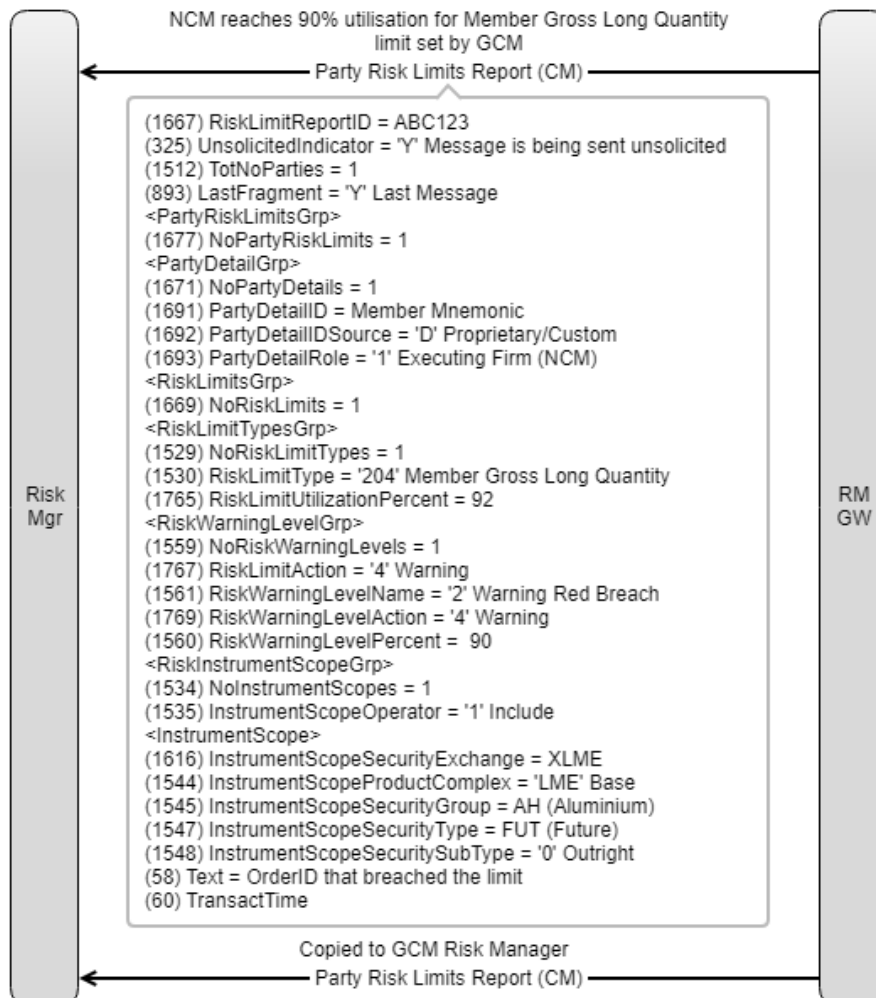 NCM reaches 90% utilisation for Member Gross Long Quantity
limit set by GCM
Party Risk Limits Report (CM)
(1667) RiskLimitReportID = ABC123
(325) UnsolicitedIndicator = 'Y' Message is being sent unsolicited
(1512) TotNoParties = 1
(893) LastFragment = 'Y' Last Message
<PartyRiskLimitsGrp>
(1677) NoPartyRiskLimits = 1
<PartyDetailGrp>
(1671) NoPartyDetails = 1
(1691) PartyDetailID = Member Mnemonic
(1692) PartyDetailIDSource = 'D' Proprietary/Custom
(1693) PartyDetailRole = '1' Executing Firm (NCM)
<RiskLimitsGrp>
(1669) NoRiskLimits = 1
<RiskLimitTypesGrp>
(1529) NoRiskLimitTypes = 1
(1530) RiskLimitType = '204' Member Gross Long Quantity
(1765) RiskLimitUtilizationPercent = 92
<RiskWarningLevelGrp>
(1559) NoRiskWarningLevels = 1
(1767) RiskLimitAction = '4' Warning
(1561) RiskWarningLevelName = '2' Warning Red Breach
(1769) RiskWarningLevelAction = '4' Warning
(1560) RiskWarningLevelPercent = 90
<RiskInstrumentScopeGrp>
(1534) NoInstrumentScopes = 1
(1535) InstrumentScopeOperator = '1' Include
<InstrumentScope>
(1616) InstrumentScopeSecurityExchange = XLME
(1544) InstrumentScopeProductComplex = 'LME' Base
(1545) InstrumentScopeSecurityGroup = AH (Aluminium)
(1547) InstrumentScopeSecurityType = FUT (Future)
(1548) InstrumentScopeSecuritySubType = '0' Outright
(58) Text = OrderID that breached the limit
(60) TransactTime
Risk
Mgr
RM
GW
Copied to GCM Risk Manager
Party Risk Limits Report (CM)